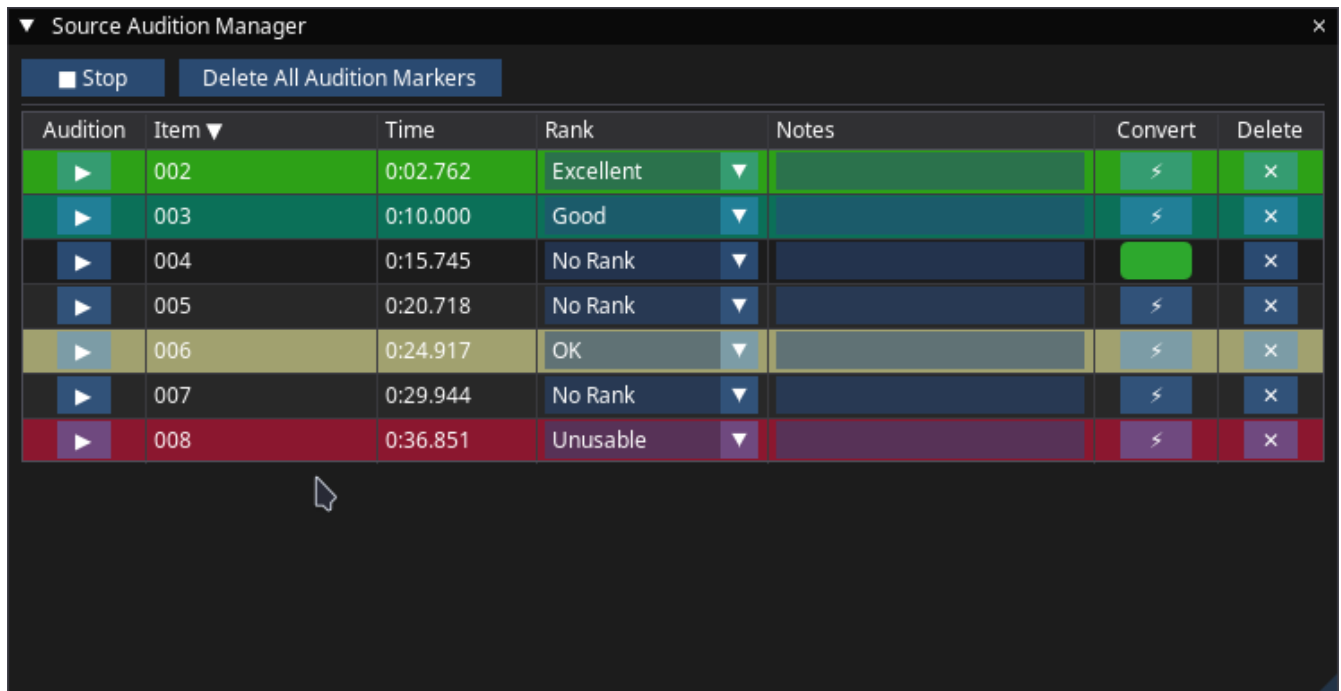 ▼ Source Audition Manager ×
■ Stop Delete All Audition Markers
Audition Item ▼ Time Rank Notes Convert Delete
▶ 002 0:02.762 Excellent ▼ ⚡ ×
▶ 003 0:10.000 Good ▼ ⚡ ×
▶ 004 0:15.745 No Rank ▼ ×
▶ 005 0:20.718 No Rank ▼ ⚡ ×
▶ 006 0:24.917 OK ▼ ⚡ ×
▶ 007 0:29.944 No Rank ▼ ⚡ ×
▶ 008 0:36.851 Unusable ▼ ⚡ ×